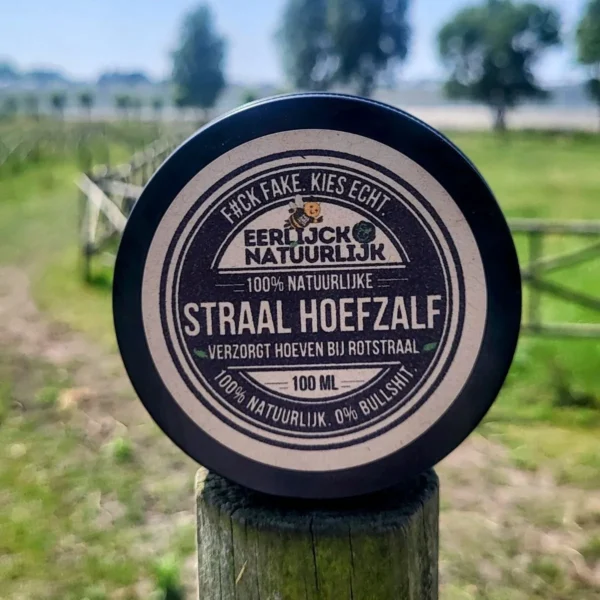 F#CK FAKE. KIES ECHT.
EERLIJCK
NATUURLIJK
100% NATUURLIJKE
STRAAL HOEFZALF
VERZORGT HOEVEN BIJ ROTSTRAAL
100 ML
100% NATUURLIJK. 0% BULLSHIT